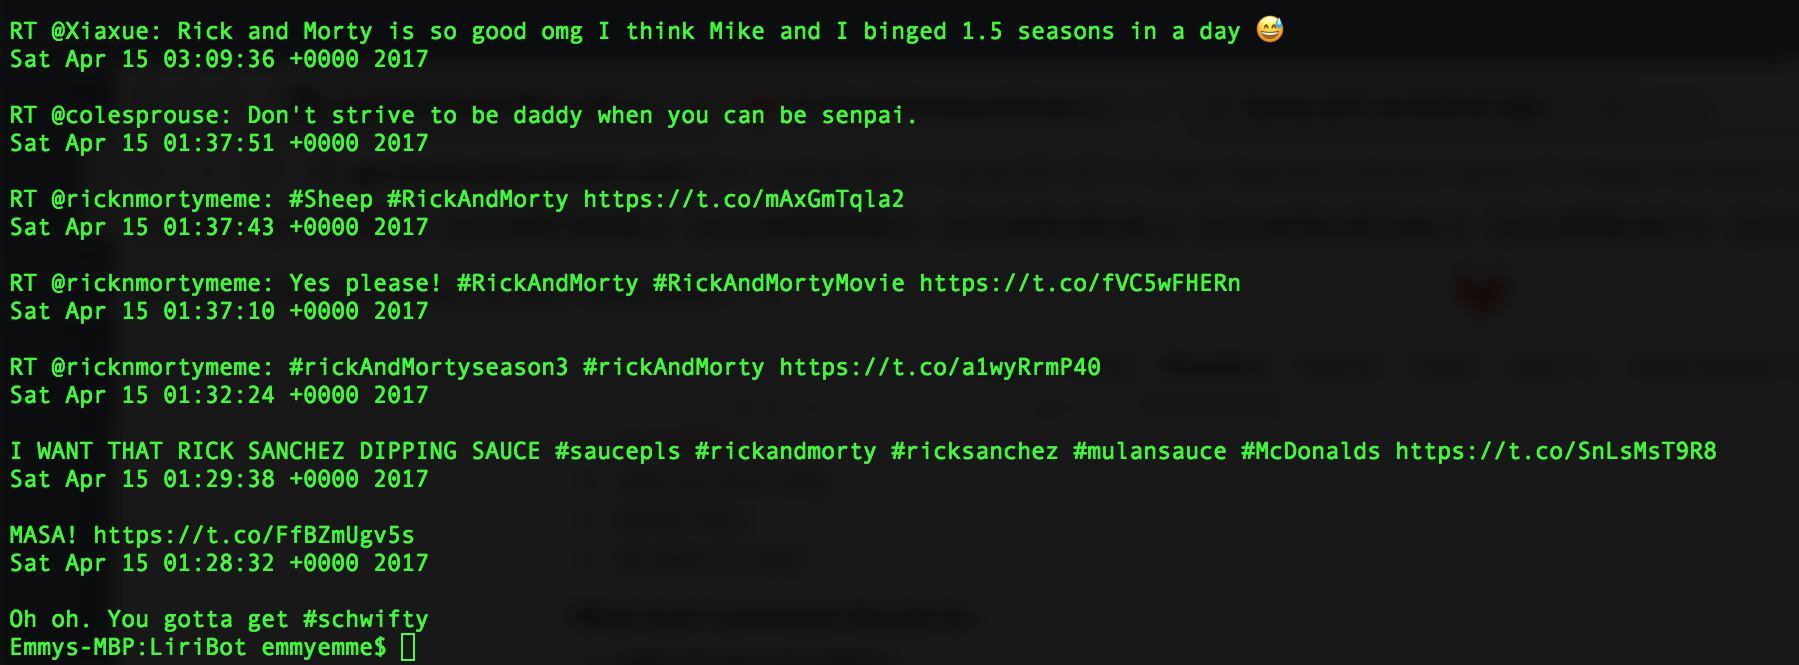 RT @Xiaxue: Rick and Morty is so good omg I think Mike and I binged 1.5 seasons in a day 😅
Sat Apr 15 03:09:36 +0000 2017
RT @colesprouse: Don't strive to be daddy when you can be senpai.
Sat Apr 15 01:37:51 +0000 2017
RT @ricknmortymeme: #Sheep #RickAndMorty https://t.co/mAxGmTqla2
Sat Apr 15 01:37:43 +0000 2017
RT @ricknmortymeme: Yes please! #RickAndMorty #RickAndMortyMovie https://t.co/fVC5wFHERn
Sat Apr 15 01:37:10 +0000 2017
RT @ricknmortymeme: #rickAndMortyseason3 #rickAndMorty https://t.co/a1wyRrmP40
Sat Apr 15 01:32:24 +0000 2017
I WANT THAT RICK SANCHEZ DIPPING SAUCE #saucepls #rickandmorty #ricksanchez #mulansauce #McDonalds https://t.co/SnLsMsT9R8
Sat Apr 15 01:29:38 +0000 2017
MASA! https://t.co/FfBZmUgv5s
Sat Apr 15 01:28:32 +0000 2017
Oh oh. You gotta get #schwifty
Emmys-MBP:LiriBot emmyemme$